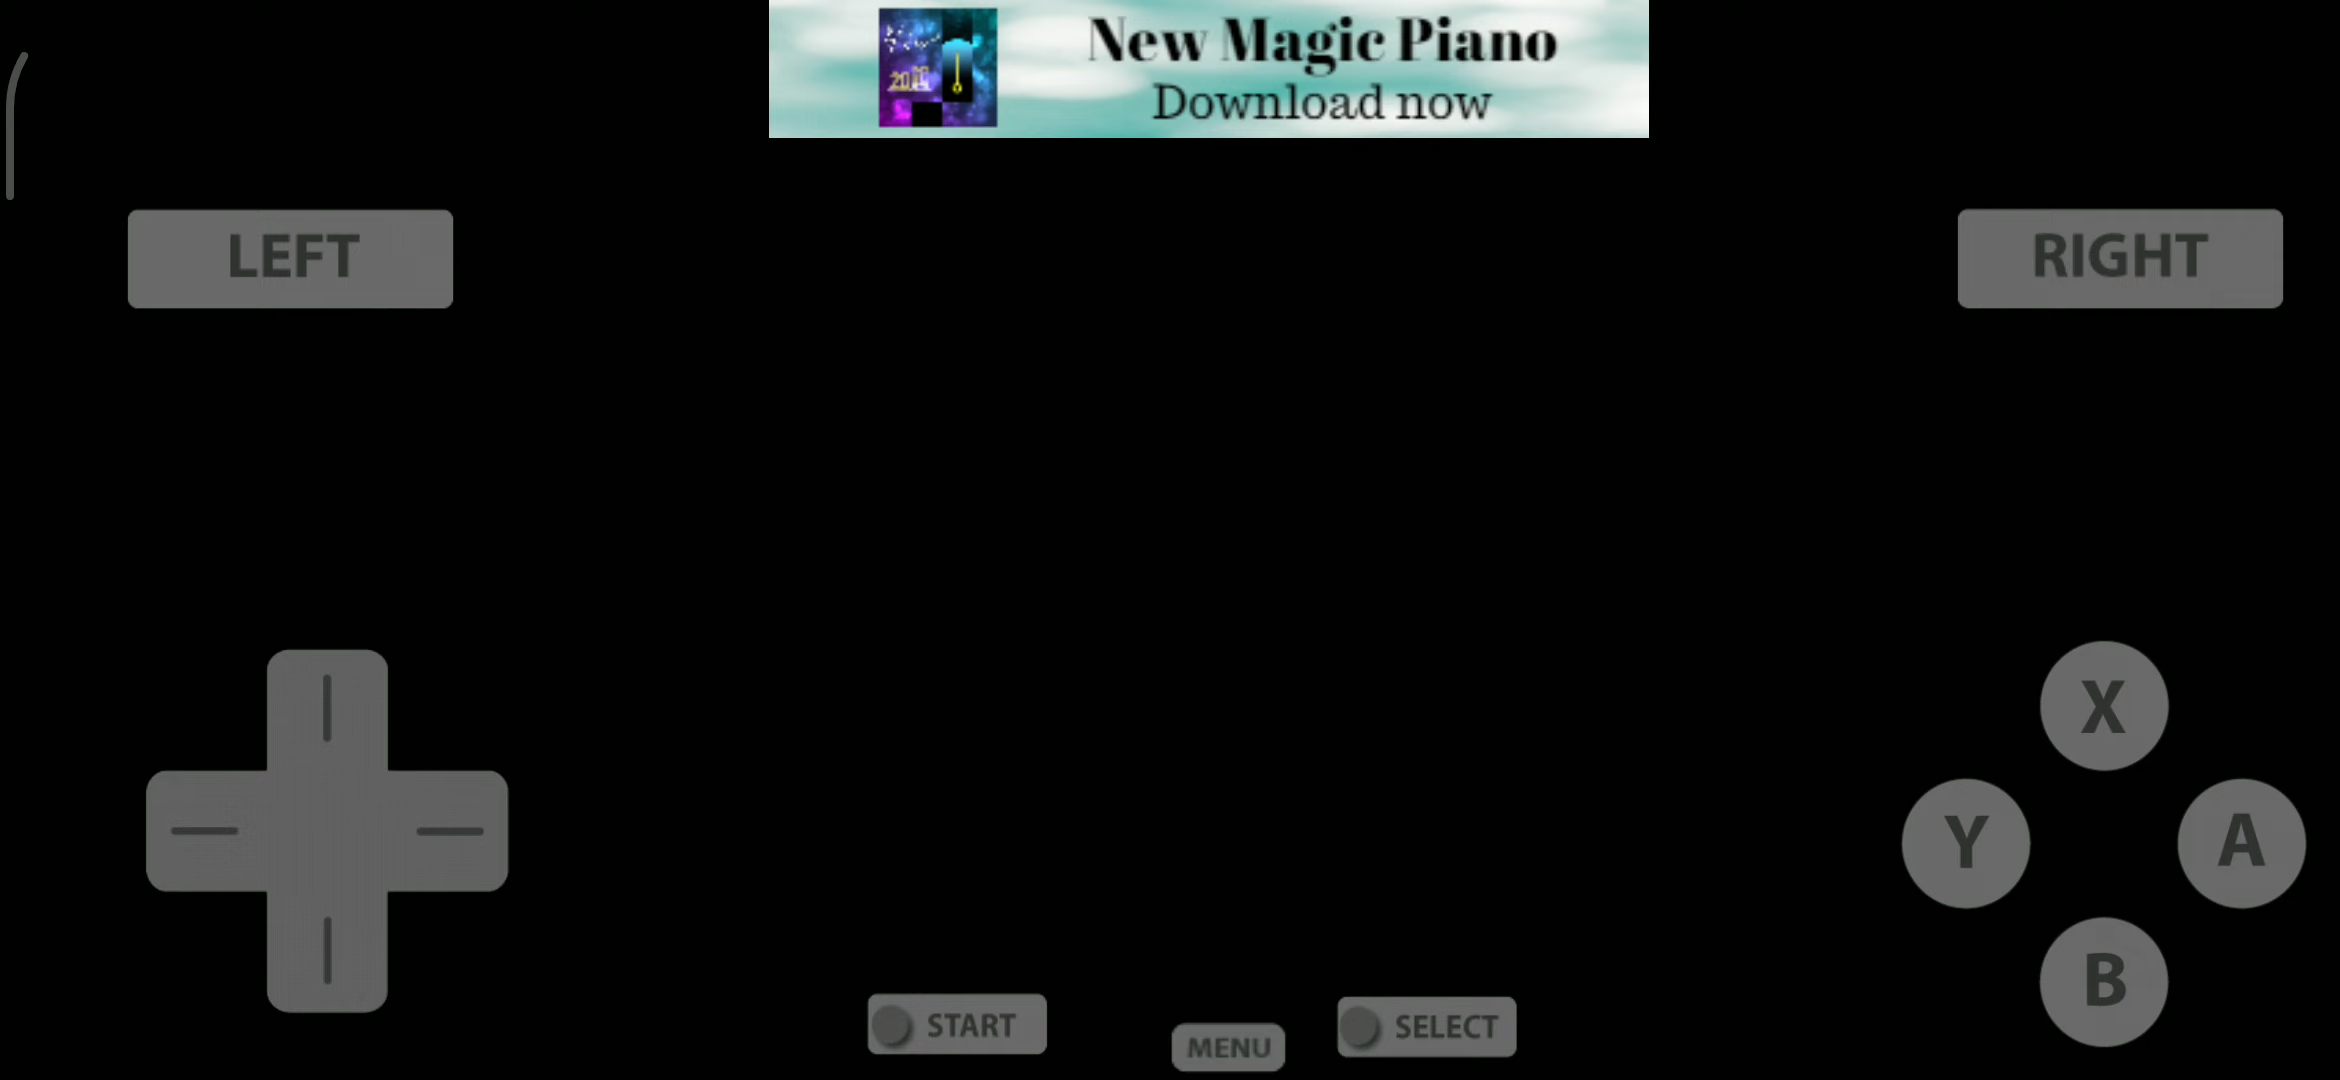 New Magic Piano
Download now
LEFT
RIGHT
X
Y
A
B
START
SELECT
MENU